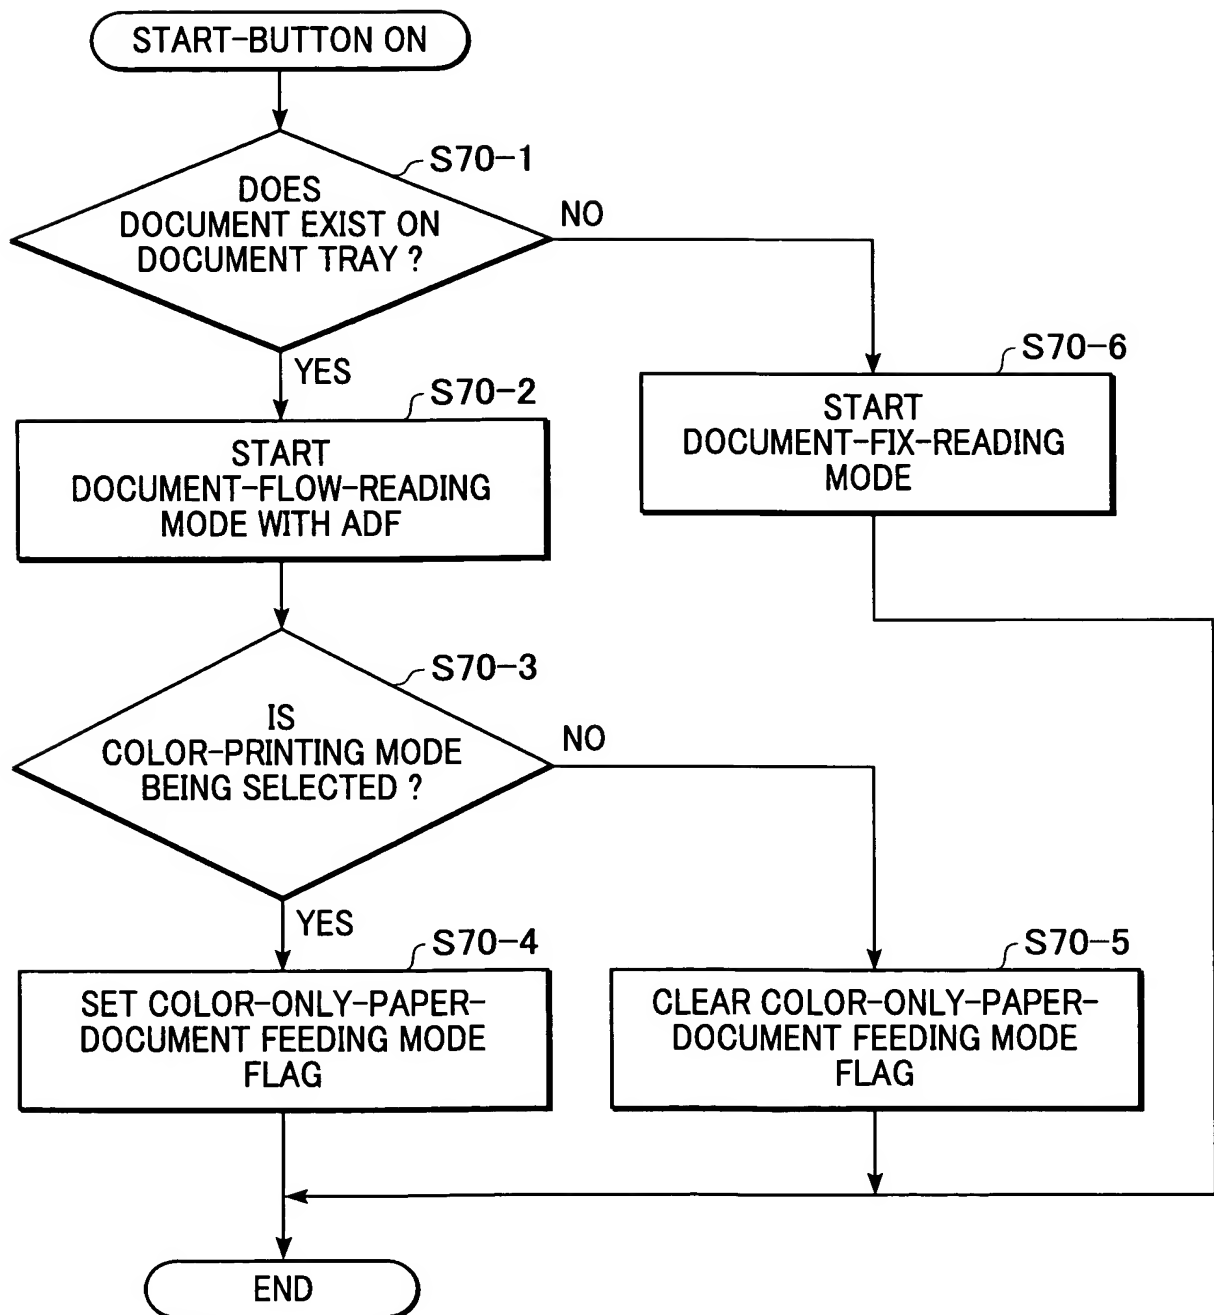 START-BUTTON ON
S70-1
DOES
DOCUMENT EXIST ON
DOCUMENT TRAY ?
NO
YES
S70-2
START
DOCUMENT-FLOW-READING
MODE WITH ADF
S70-6
START
DOCUMENT-FIX-READING
MODE
S70-3
IS
COLOR-PRINTING MODE
BEING SELECTED ?
NO
YES
S70-4
SET COLOR-ONLY-PAPER-
DOCUMENT FEEDING MODE
FLAG
S70-5
CLEAR COLOR-ONLY-PAPER-
DOCUMENT FEEDING MODE
FLAG
END